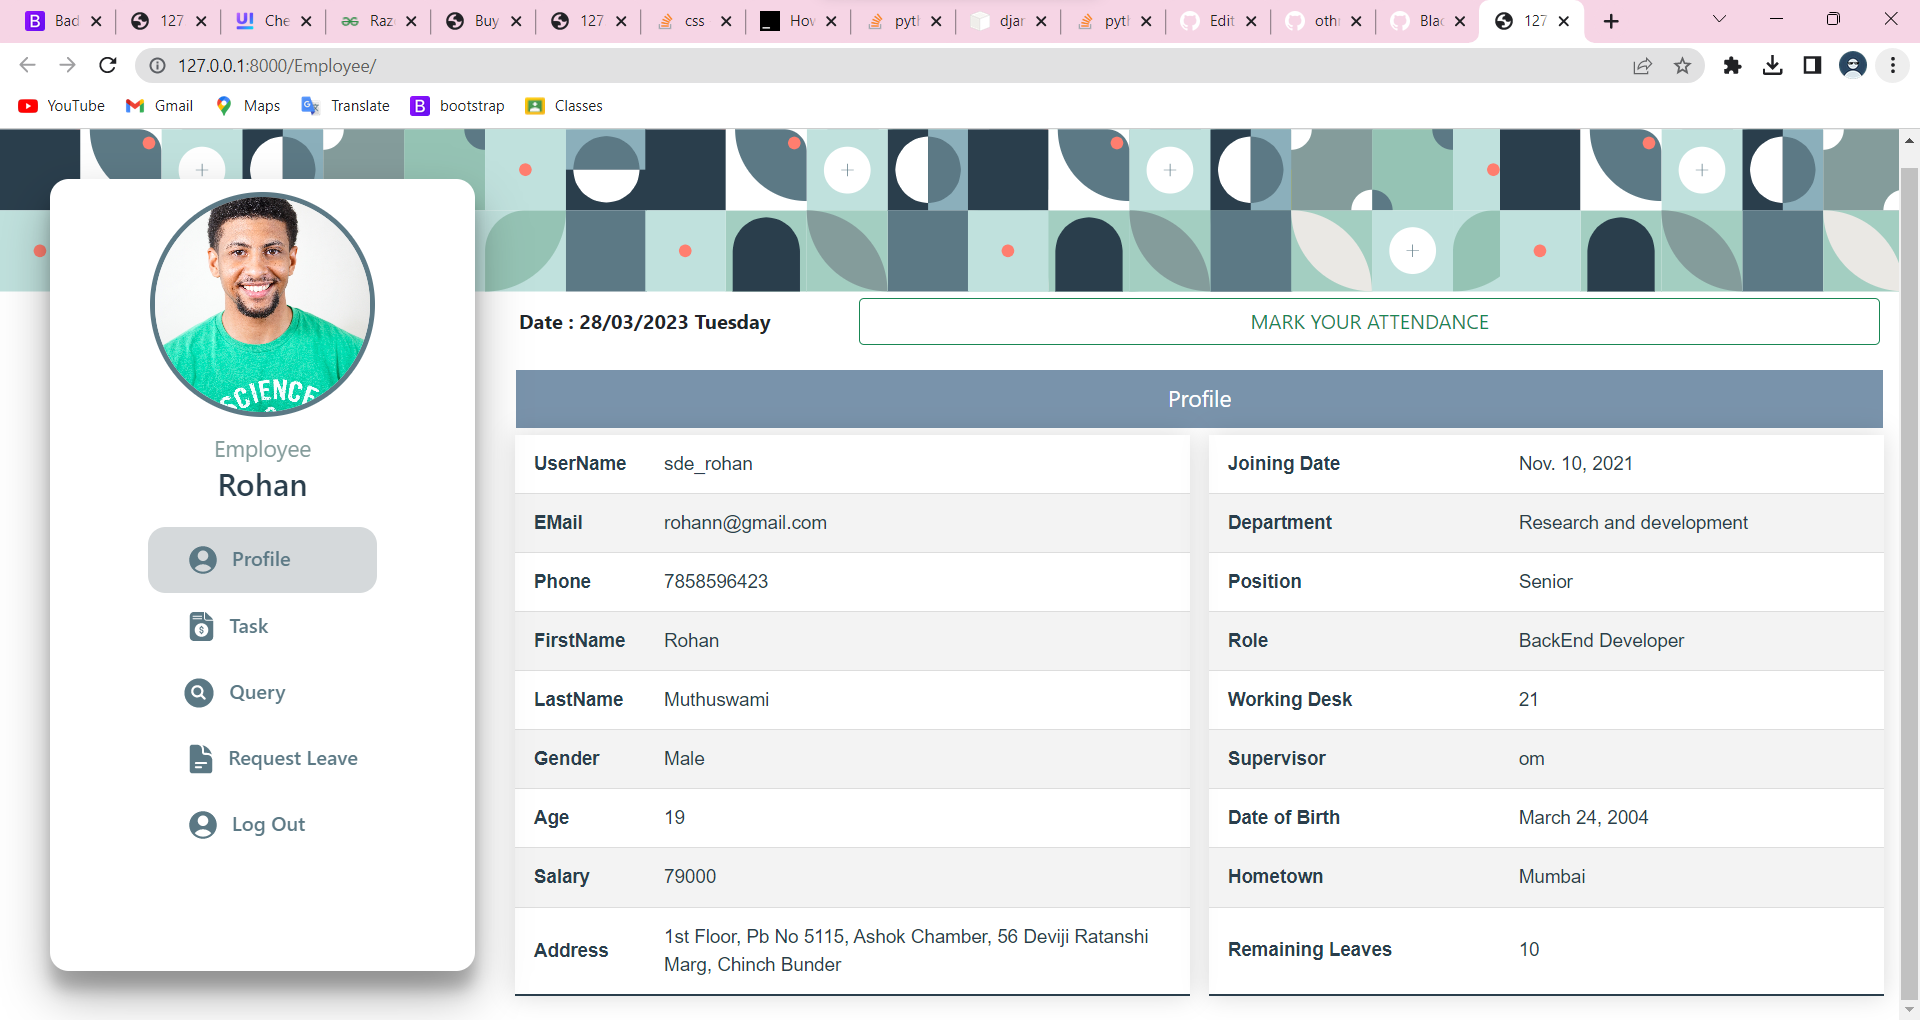 Bad 127 Che Raz Buy 127 css How pyth djan pyth Edit oth Blac 127
127.0.0.1:8000/Employee/
YouTube Gmail Maps Translate bootstrap Classes
SCIENCE
Employee
Rohan
Profile
Task
Query
Request Leave
Log Out
Date : 28/03/2023 Tuesday
MARK YOUR ATTENDANCE
Profile
UserName sde_rohan
EMail rohann@gmail.com
Phone 7858596423
FirstName Rohan
LastName Muthuswami
Gender Male
Age 19
Salary 79000
Address 1st Floor, Pb No 5115, Ashok Chamber, 56 Deviji Ratanshi
Marg, Chinch Bunder
Joining Date Nov. 10, 2021
Department Research and development
Position Senior
Role BackEnd Developer
Working Desk 21
Supervisor om
Date of Birth March 24, 2004
Hometown Mumbai
Remaining Leaves 10